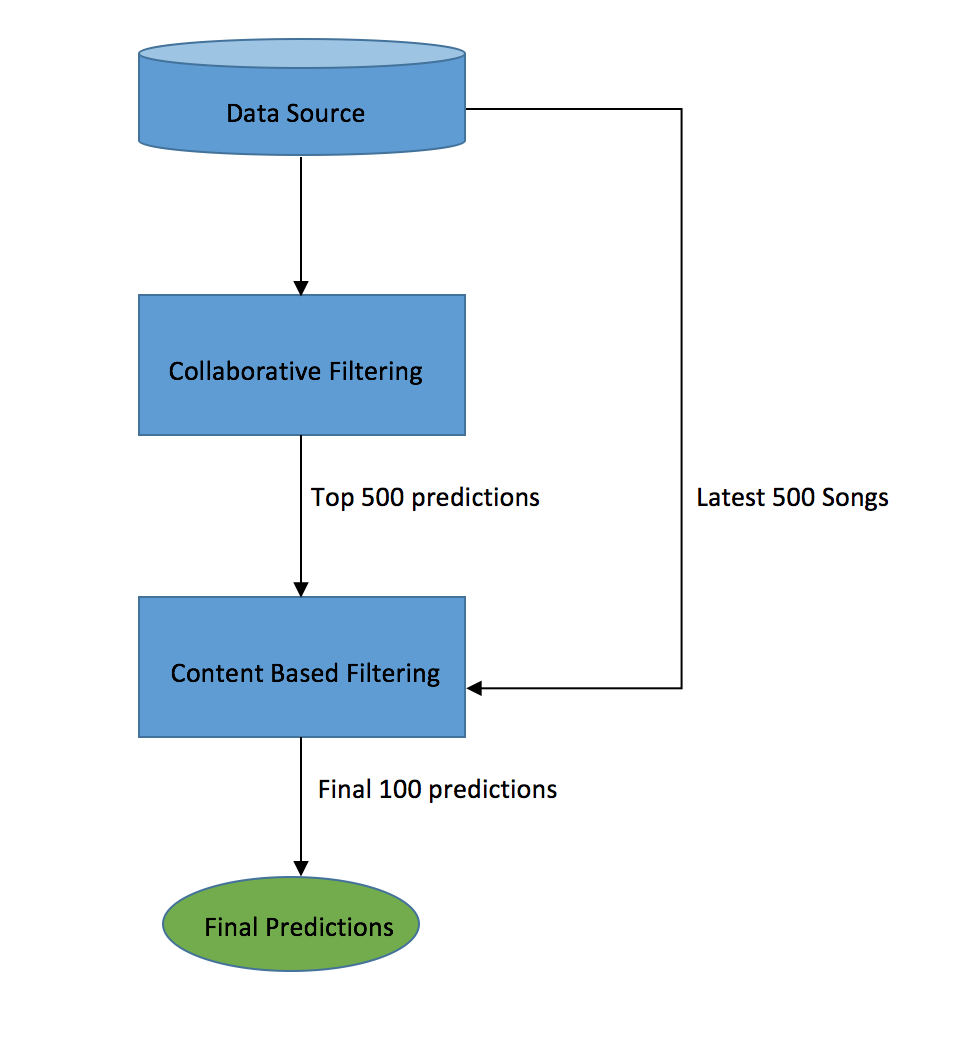 Data Source
Collaborative Filtering
Top 500 predictions
Latest 500 Songs
Content Based Filtering
Final 100 predictions
Final Predictions